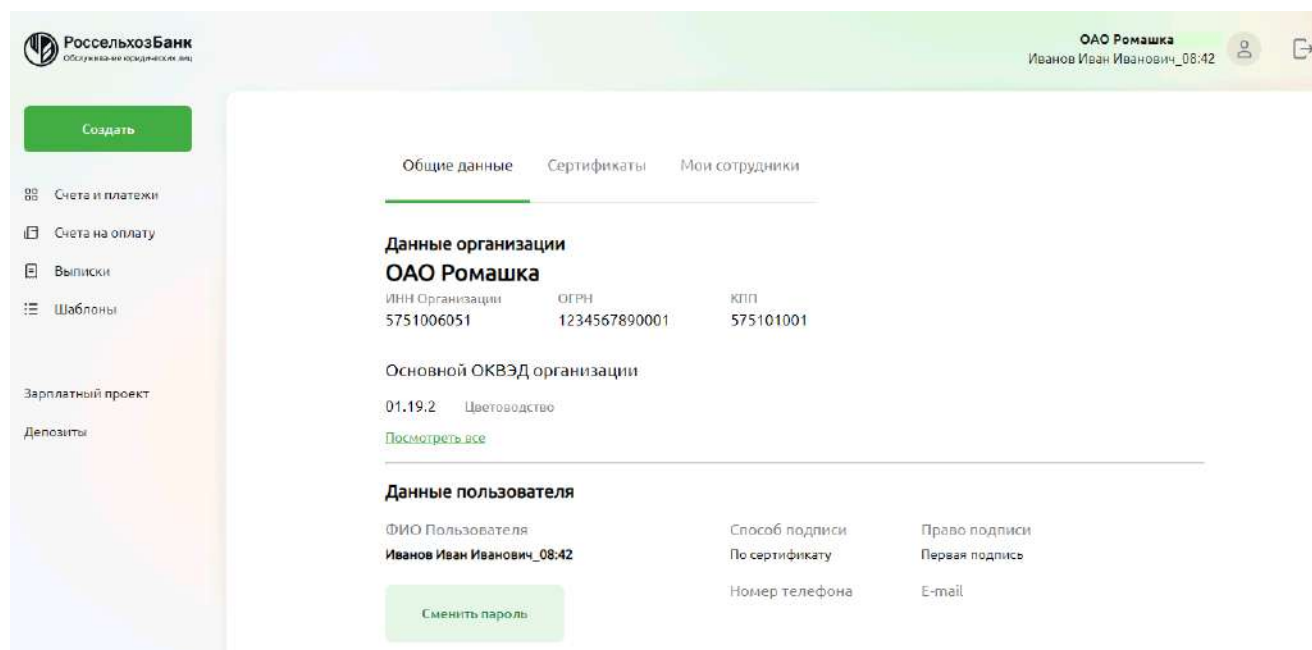 РоссельхозБанк
Обслуживание юридических лиц
ОАО Ромашка
Иванов Иван Иванович_08:42
Создать
Счета и платежи
Счета на оплату
Выписки
Шаблоны
Зарплатный проект
Депозиты
Общие данные Сертификаты Мои сотрудники
Данные организации
ОАО Ромашка
ИНН Организации ОГРН КПП
5751006051 1234567890001 575101001
Основной ОКВЭД организации
01.19.2 Цветоводство
Посмотреть все
Данные пользователя
ФИО Пользователя Способ подписи Право подписи
Иванов Иван Иванович_08:42 По сертификату Первая подпись
Номер телефона E-mail
Сменить пароль